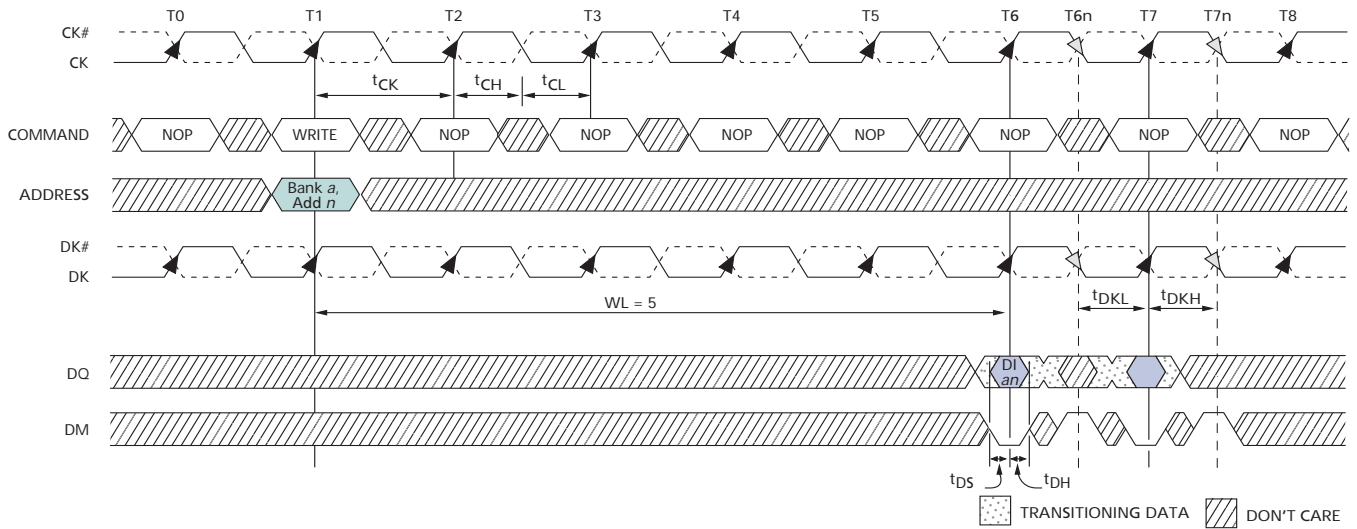 T0 T1 T2 T3 T4 T5 T6 T6n T7 T7n T8
CK#
CK
tCK tCH tCL
COMMAND NOP WRITE NOP NOP NOP NOP NOP NOP NOP
ADDRESS Bank a,
Add n
DK#
DK
WL = 5 tDKL tDKH
DQ DI
an
DM
tDS tDH
TRANSITIONING DATA DON'T CARE